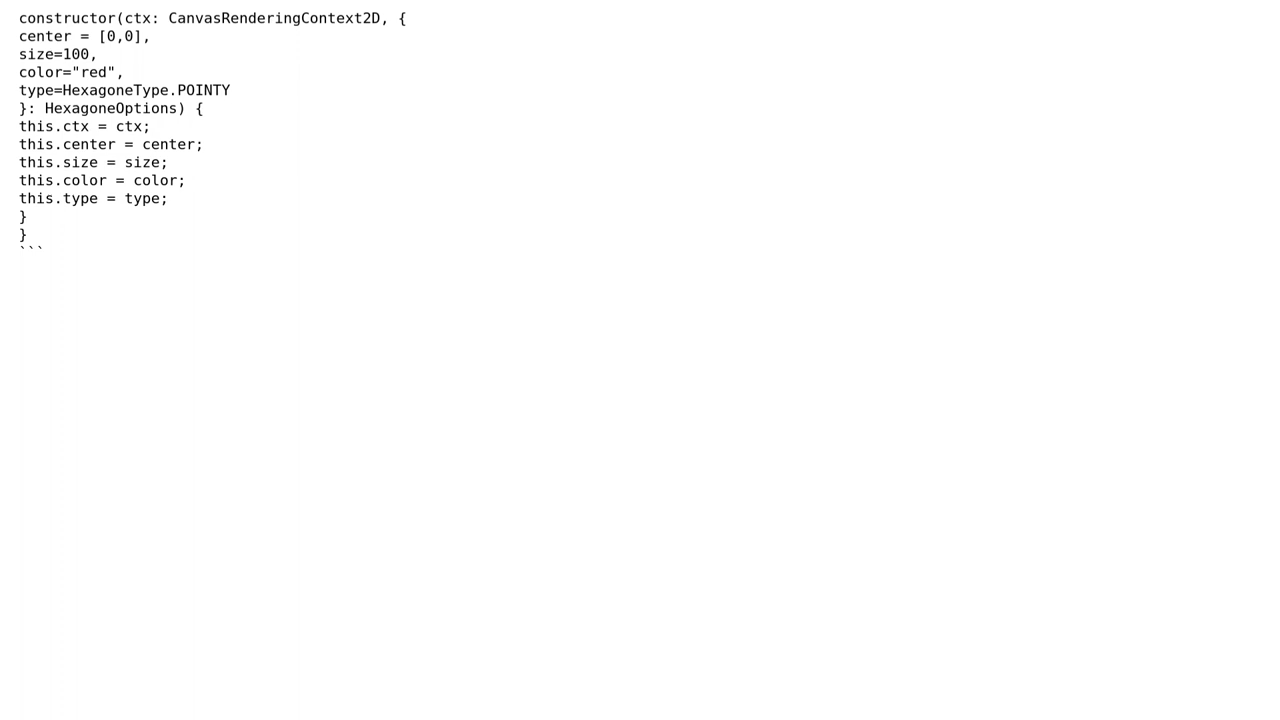 constructor(ctx: CanvasRenderingContext2D, {
center = [0,0],
size=100,
color="red",
type=HexagoneType.POINTY
}: HexagoneOptions) {
this.ctx = ctx;
this.center = center;
this.size = size;
this.color = color;
this.type = type;
}
}
```